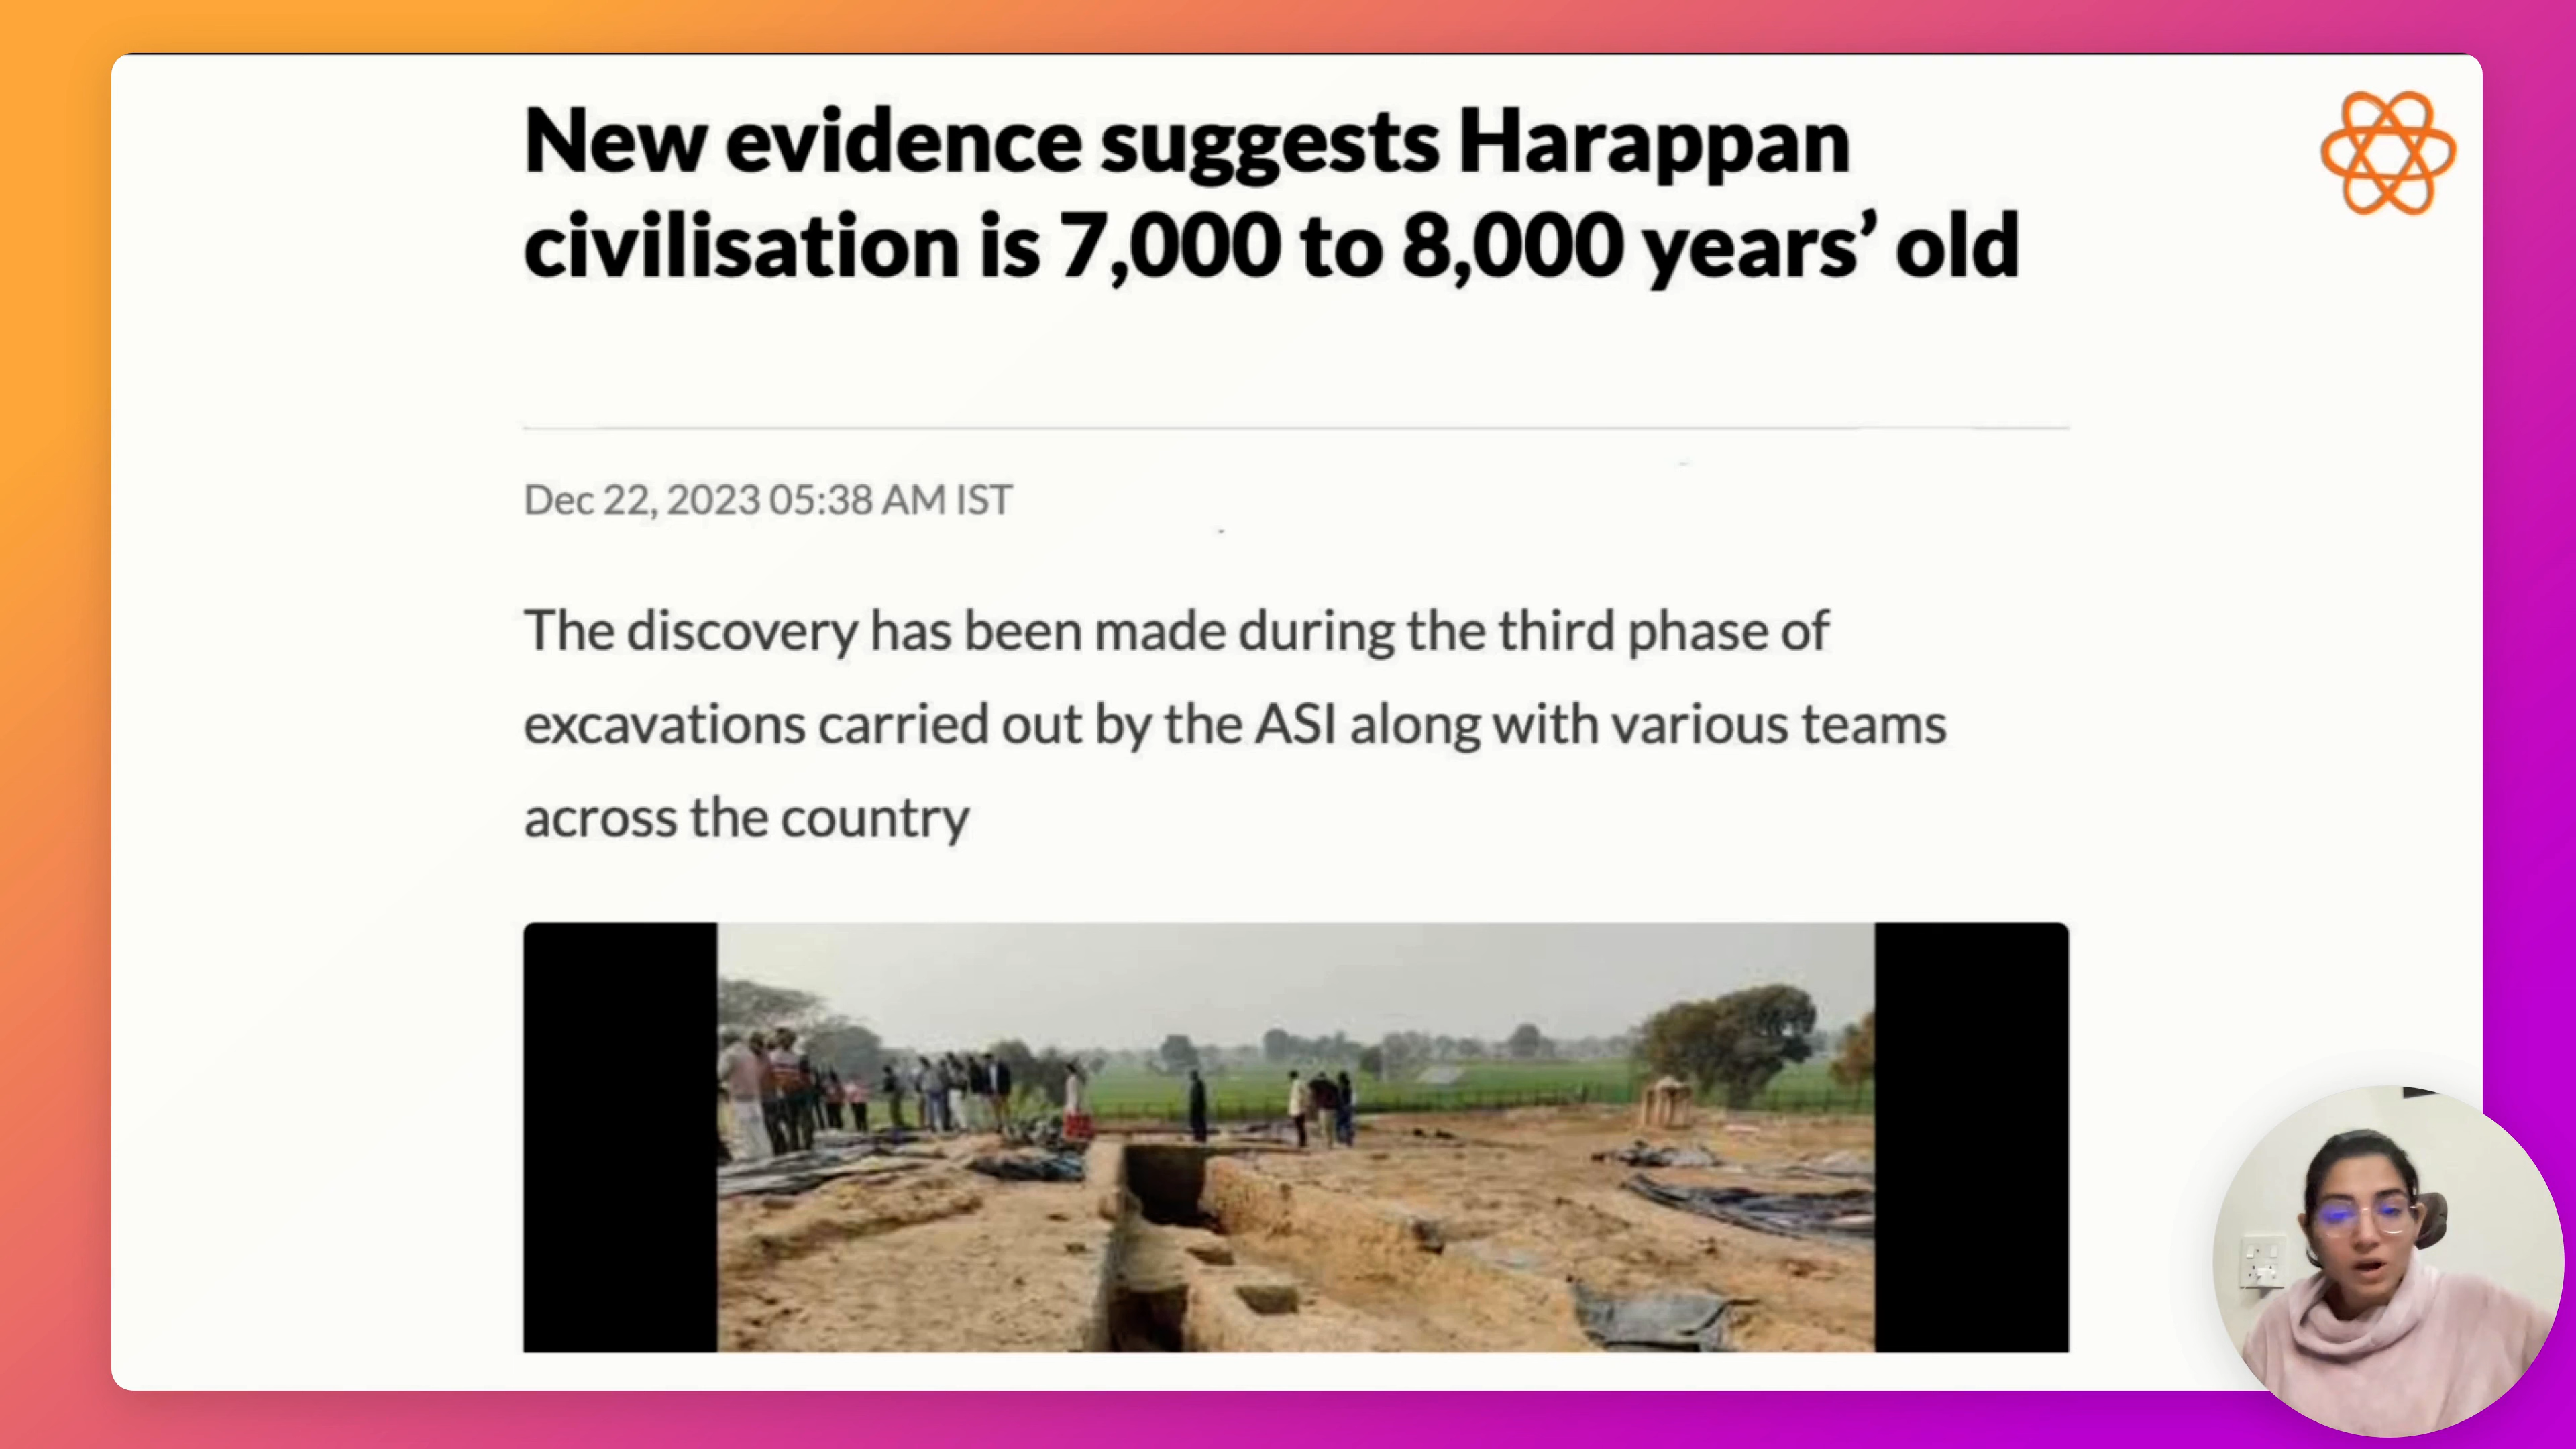 New evidence suggests Harappan
civilisation is 7,000 to 8,000 years’ old
Dec 22, 2023 05:38 AM IST
The discovery has been made during the third phase of
excavations carried out by the ASI along with various teams
across the country